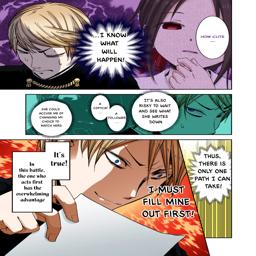 HOW CUTE...
...I KNOW
WHAT
WILL
HAPPEN!
IT'S ALSO
RISKY TO
WAIT AND
SEE WHAT
SHE WRITES
DOWN
A
FOLLOWER
A
COPYCAT
SHE COULD
ACCUSE ME OF
CHANGING MY
CHOICE TO
MATCH HERS
THUS,
THERE IS
ONLY ONE
PATH I CAN
TAKE!
I MUST
FILL MINE
OUT FIRST!
It's
true!
In
this battle,
the one who
acts first
has the
overwhelming
advantage